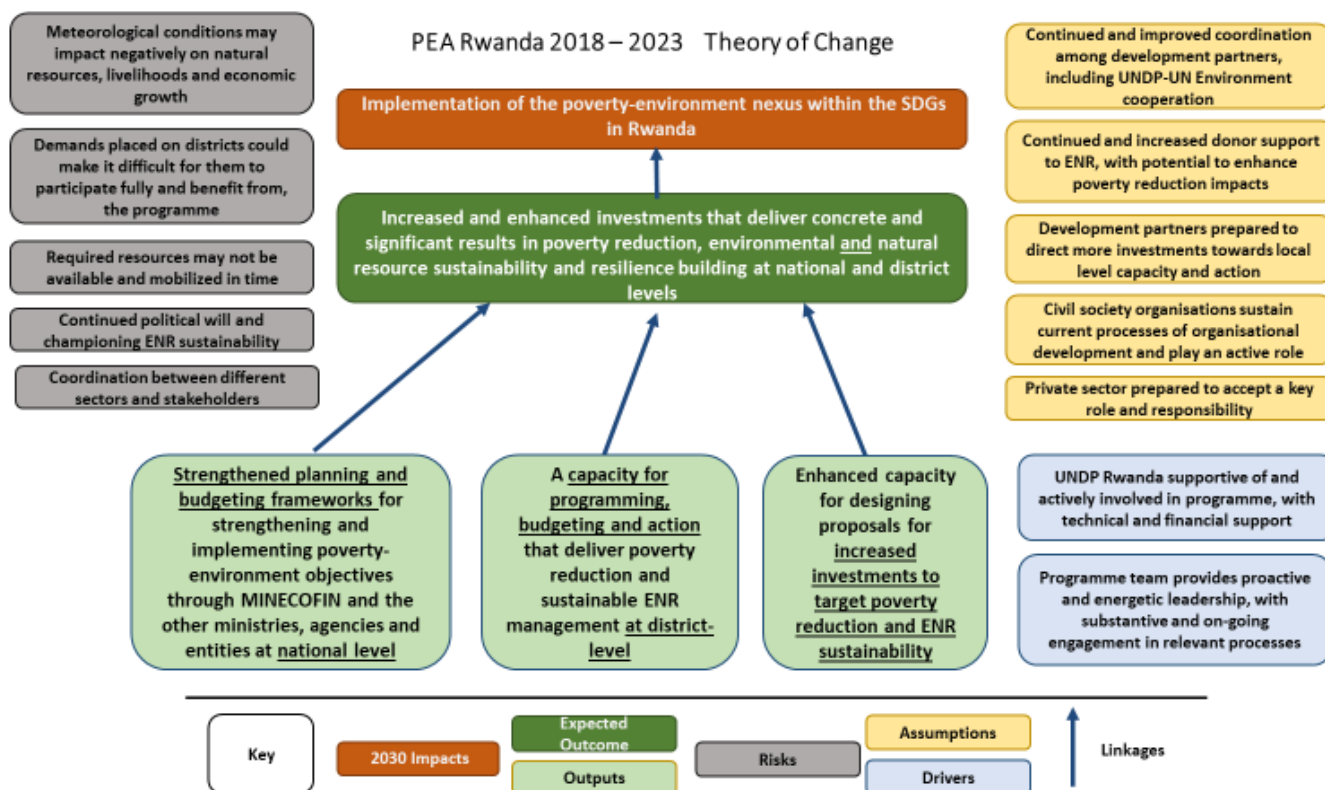 PEA Rwanda 2018 – 2023 Theory of Change
Meteorological conditions may
impact negatively on natural
resources, livelihoods and economic
growth
Demands placed on districts could
make it difficult for them to
participate fully and benefit from,
the programme
Required resources may not be
available and mobilized in time
Continued political will and
championing ENR sustainability
Coordination between different
sectors and stakeholders
Implementation of the poverty-environment nexus within the SDGs
in Rwanda
Increased and enhanced investments that deliver concrete and
significant results in poverty reduction, environmental and natural
resource sustainability and resilience building at national and district
levels
Continued and improved coordination
among development partners,
including UNDP-UN Environment
cooperation
Continued and increased donor support
to ENR, with potential to enhance
poverty reduction impacts
Development partners prepared to
direct more investments towards local
level capacity and action
Civil society organisations sustain
current processes of organisational
development and play an active role
Private sector prepared to accept a key
role and responsibility
Strengthened planning and
budgeting frameworks for
strengthening and
implementing poverty-
environment objectives
through MINECOFIN and the
other ministries, agencies and
entities at national level
A capacity for
programming,
budgeting and action
that deliver poverty
reduction and
sustainable ENR
management at district-
level
Enhanced capacity
for designing
proposals for
increased
investments to
target poverty
reduction and ENR
sustainability
UNDP Rwanda supportive of and
actively involved in programme, with
technical and financial support
Programme team provides proactive
and energetic leadership, with
substantive and on-going
engagement in relevant processes
Key
2030 Impacts
Expected
Outcome
Outputs
Risks
Assumptions
Drivers
Linkages